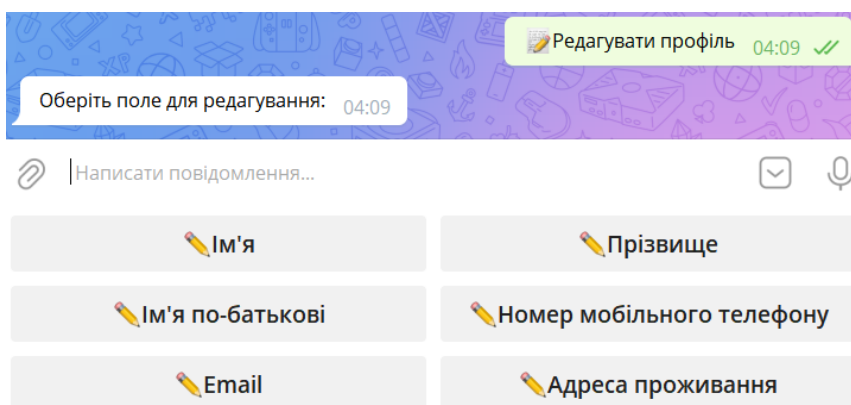 📝Редагувати профіль 04:09
Оберіть поле для редагування: 04:09
Написати повідомлення...
✏️Ім'я
✏️Прізвище
✏️Ім'я по-батькові
✏️Номер мобільного телефону
✏️Email
✏️Адреса проживання